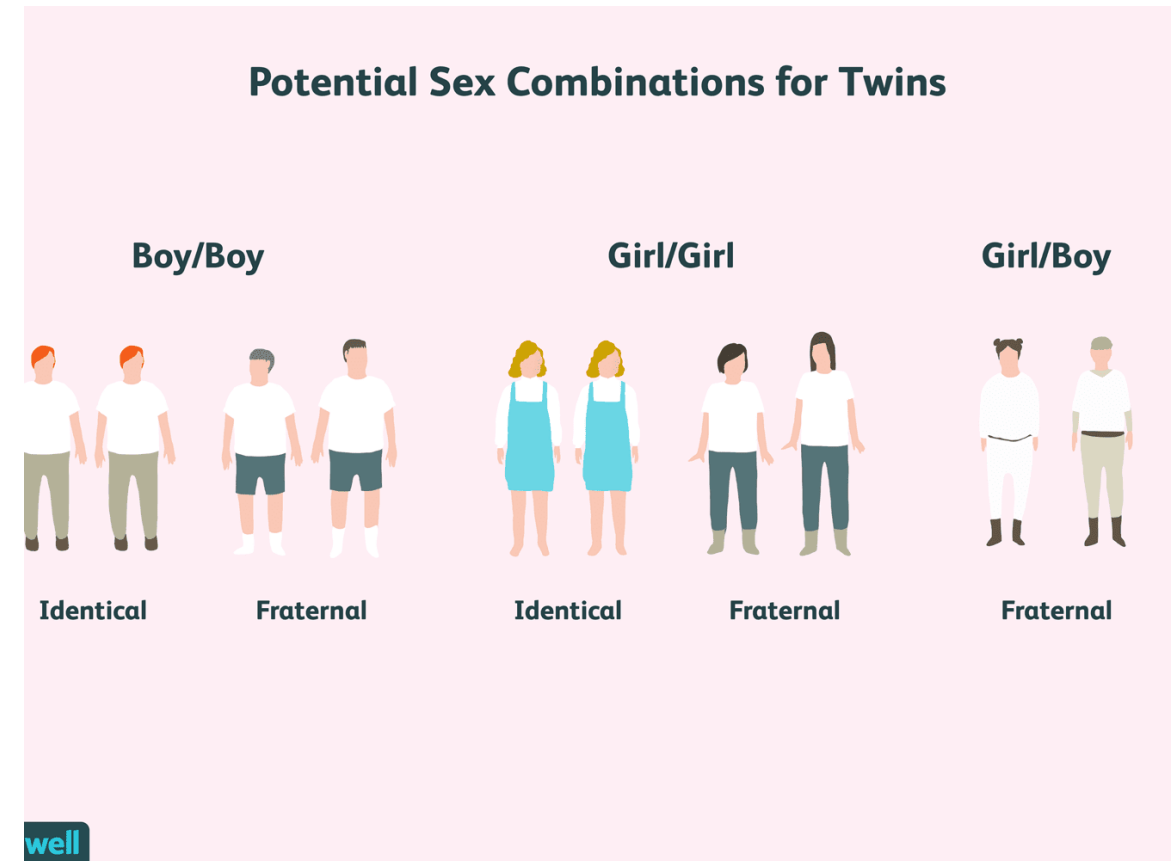 Potential Sex Combinations for Twins
Boy/Boy
Girl/Girl
Girl/Boy
Identical
Fraternal
Identical
Fraternal
Fraternal
well